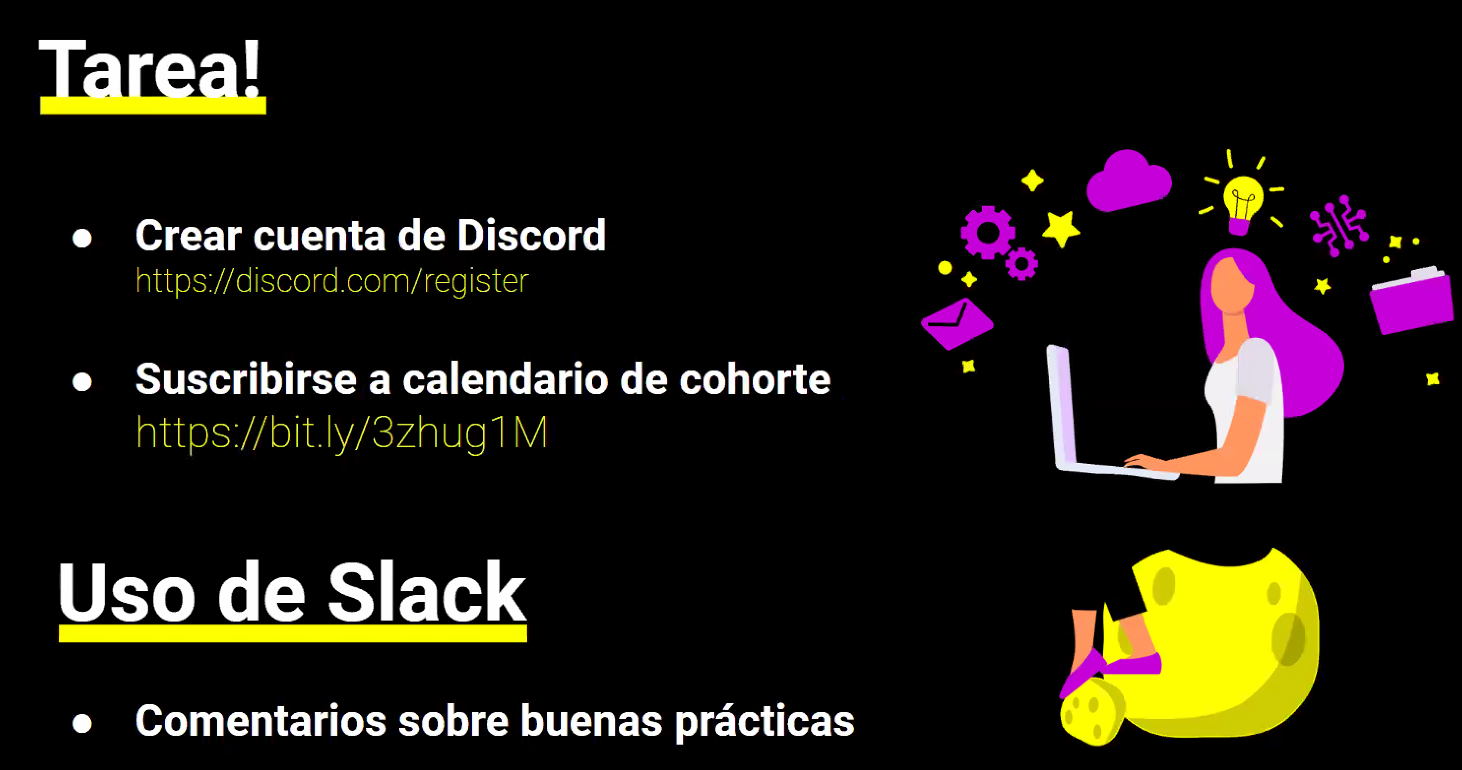 Tarea!
● Crear cuenta de Discord
https://discord.com/register
● Suscribirse a calendario de cohorte
https://bit.ly/3zhug1M
Uso de Slack
● Comentarios sobre buenas prácticas